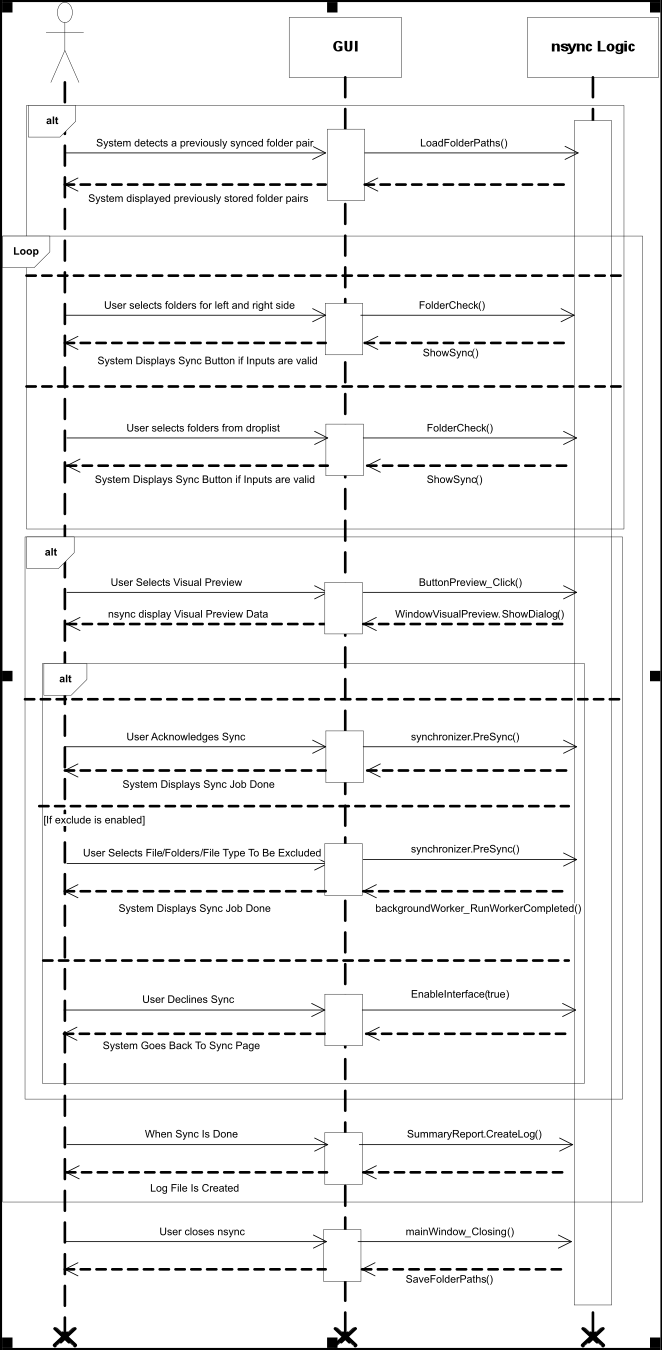 GUI
nsync Logic
alt
System detects a previously synced folder pair
LoadFolderPaths()
System displayed previously stored folder pairs
Loop
User selects folders for left and right side
FolderCheck()
System Displays Sync Button if Inputs are valid
ShowSync()
User selects folders from droplist
FolderCheck()
System Displays Sync Button if Inputs are valid
ShowSync()
alt
User Selects Visual Preview
ButtonPreview_Click()
nsync display Visual Preview Data
WindowVisualPreview.ShowDialog()
alt
User Acknowledges Sync
synchronizer.PreSync()
System Displays Sync Job Done
[If exclude is enabled]
User Selects File/Folders/File Type To Be Excluded
synchronizer.PreSync()
System Displays Sync Job Done
backgroundWorker_RunWorkerCompleted()
User Declines Sync
EnableInterface(true)
System Goes Back To Sync Page
When Sync Is Done
SummaryReport.CreateLog()
Log File Is Created
User closes nsync
mainWindow_Closing()
SaveFolderPaths()